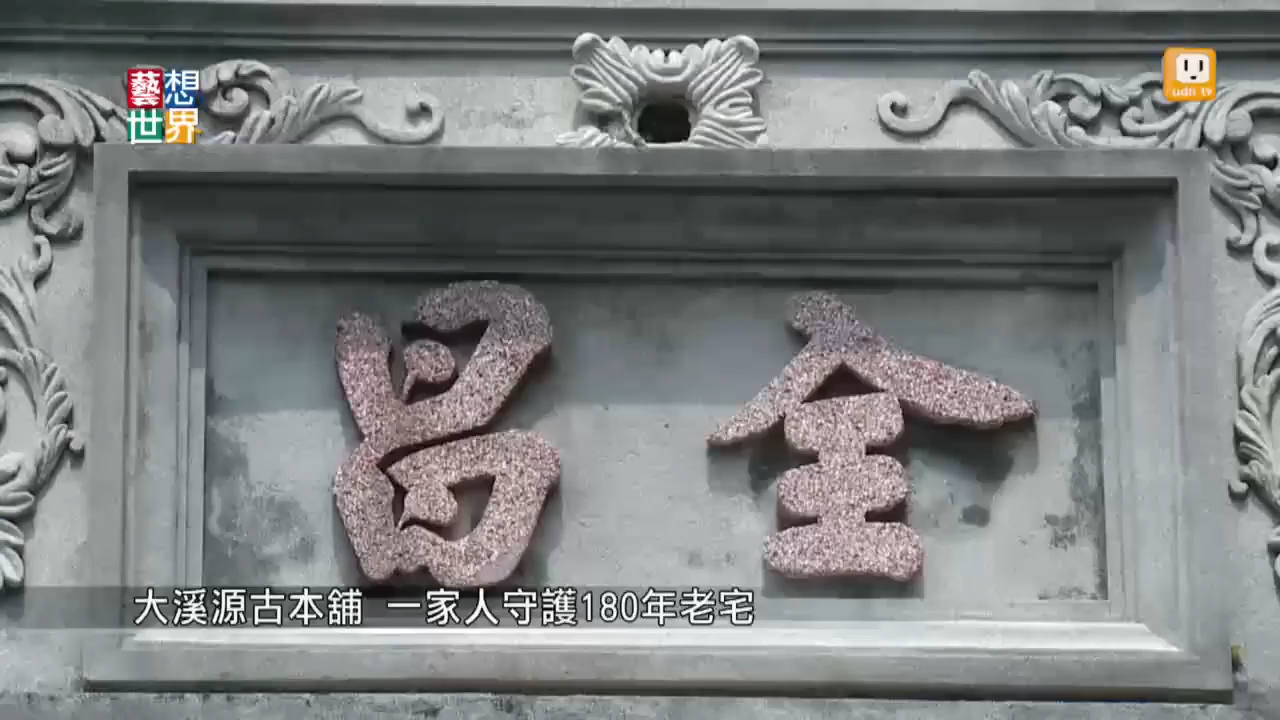 藝想
世界
udn tv
全昌
大溪源古本舖 一家人守護180年老宅